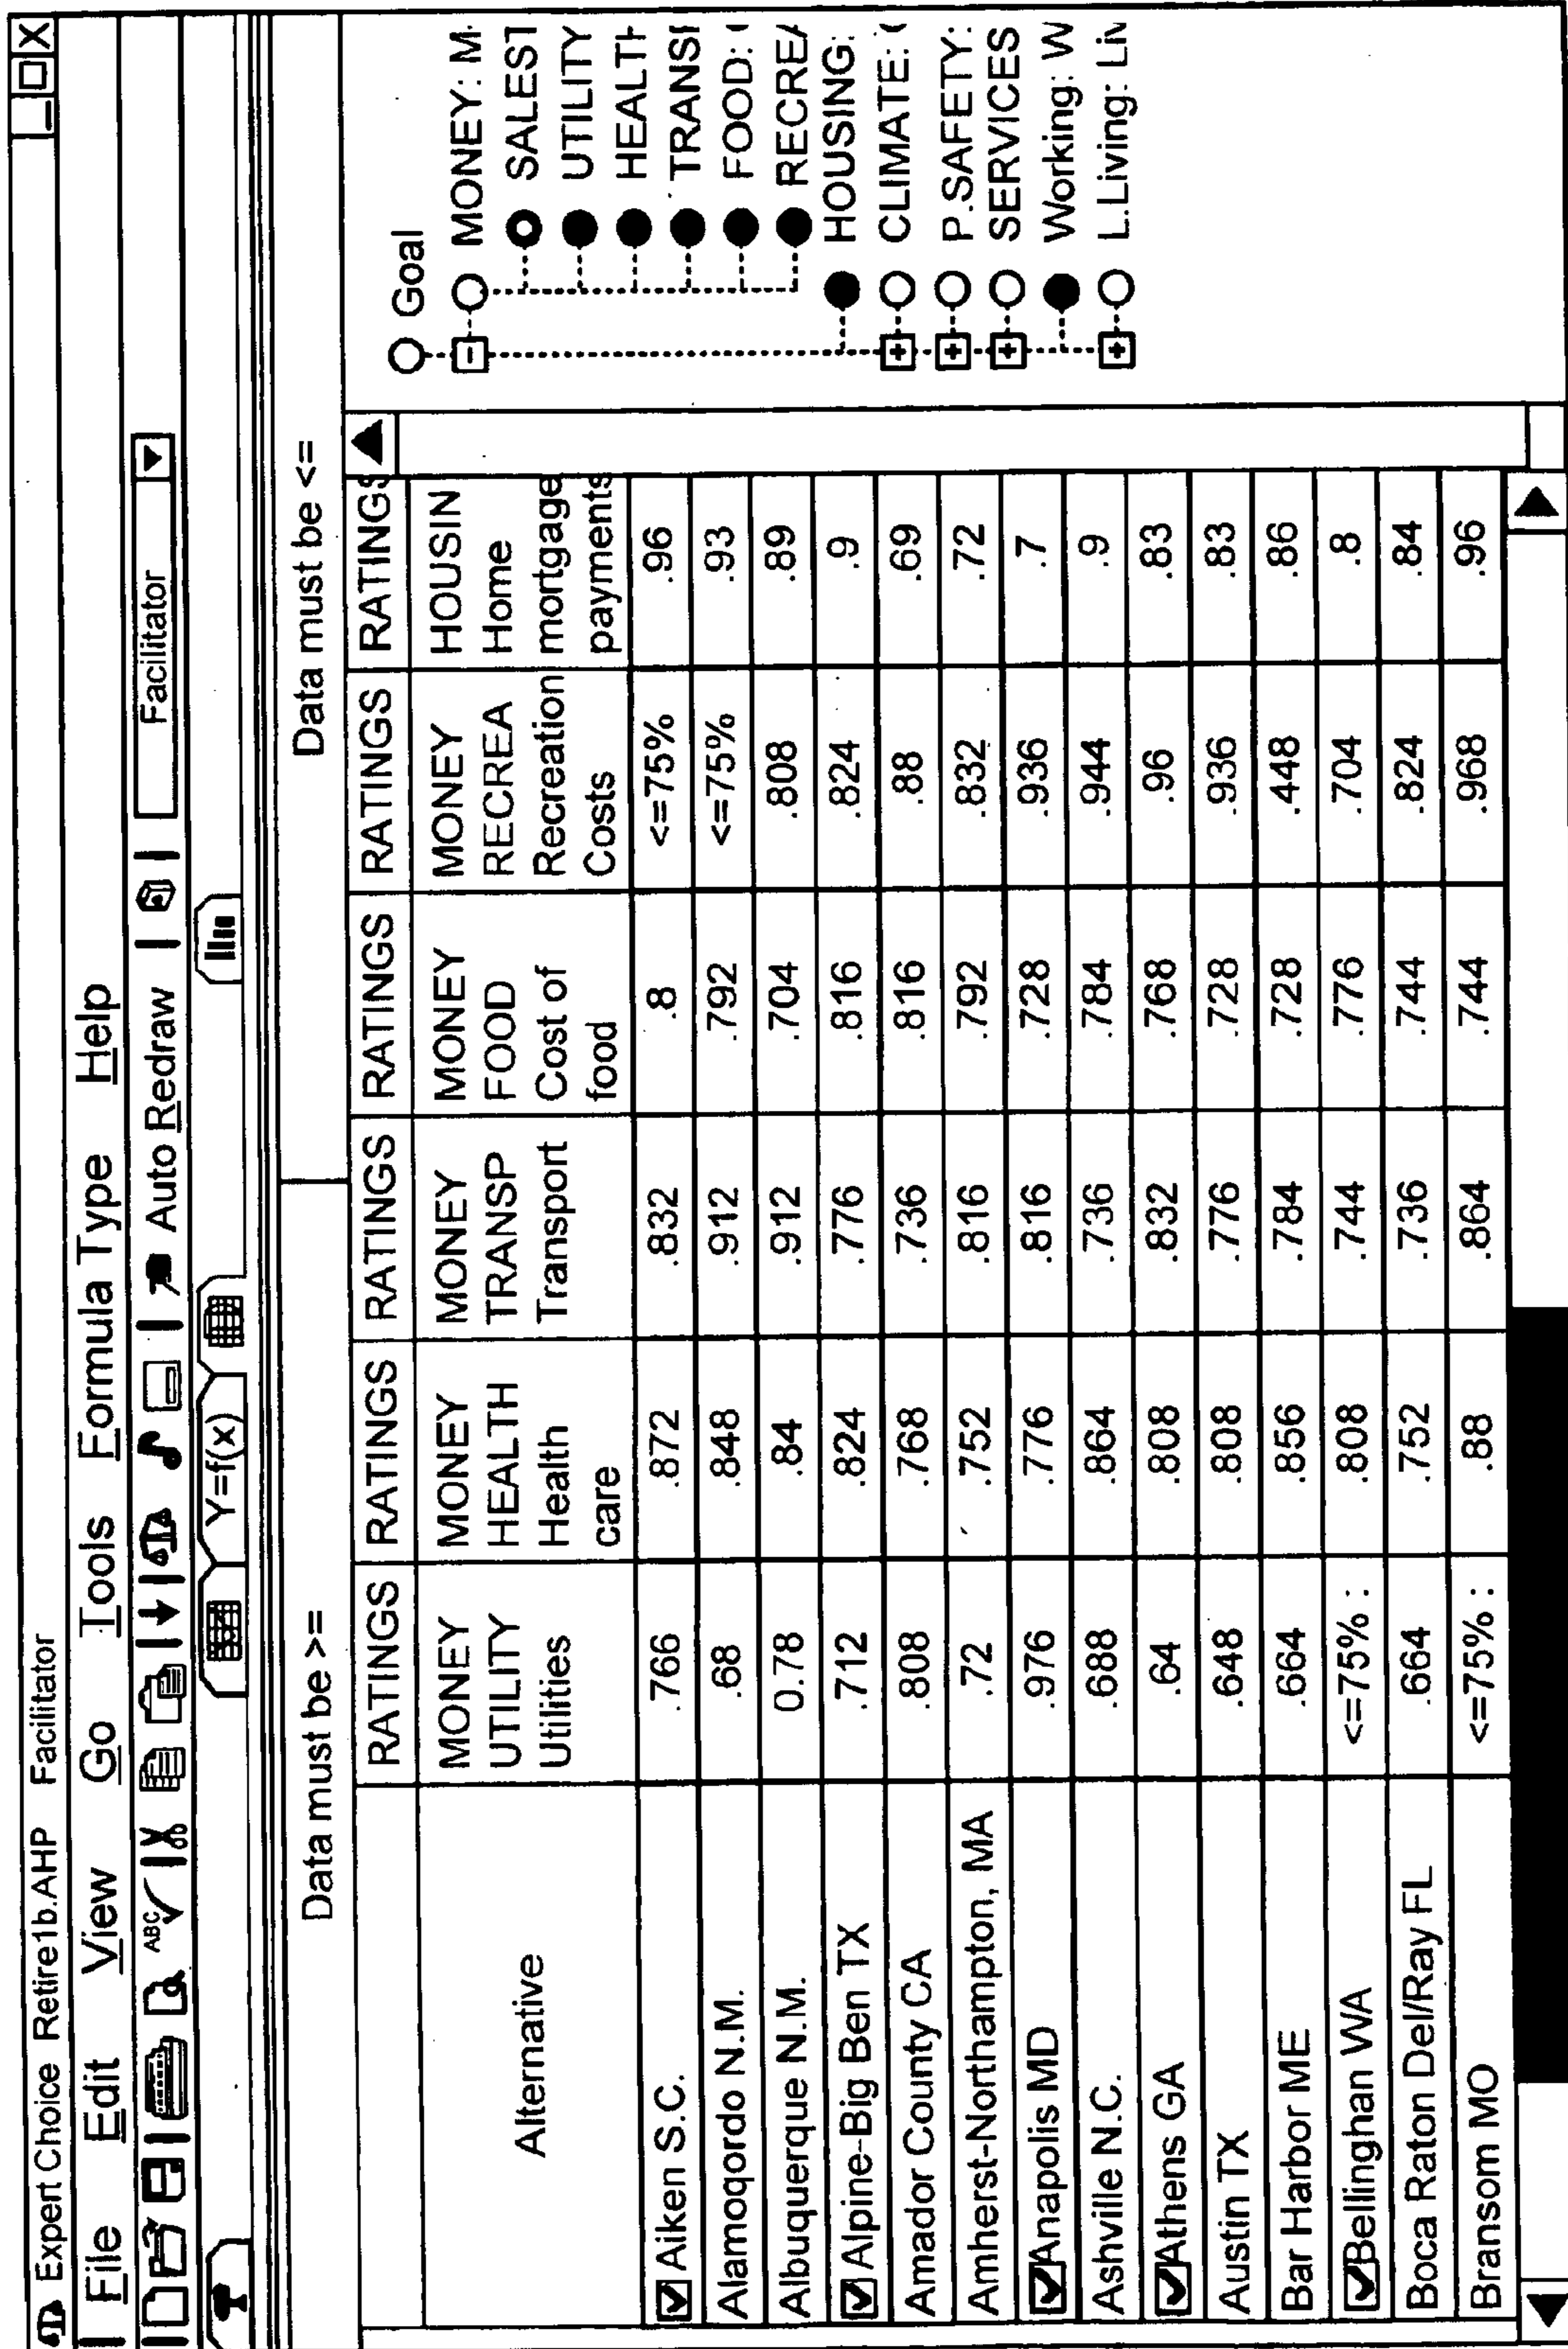 Expert Choice Retire1b.AHP Facilitator
File Edit View Go Tools Formula Type Help
ABC Auto Redraw Facilitator
Y=f(x)
Data must be >= Data must be <=
RATINGS RATINGS RATINGS RATINGS RATINGS RATINGS
Alternative
MONEY UTILITY Utilities
MONEY HEALTH Health care
MONEY TRANSP Transport
MONEY FOOD Cost of food
MONEY RECREA Recreation Costs
HOUSIN Home mortgage payments
Aiken S.C. .766 .872 .832 .8 <=75% .96
Alamoqordo N.M. .68 .848 .912 .792 <=75% .93
Albuquerque N.M. 0.78 .84 .912 .704 .808 .89
Alpine-Big Ben TX .712 .824 .776 .816 .824 .9
Amador County CA .808 .768 .736 .816 .88 .69
Amherst-Northampton, MA .72 .752 .816 .792 .832 .72
Anapolis MD .976 .776 .816 .728 .936 .7
Ashville N.C. .688 .864 .736 .784 .944 .9
Athens GA .64 .808 .832 .768 .96 .83
Austin TX .648 .808 .776 .728 .936 .83
Bar Harbor ME .664 .856 .784 .728 .448 .86
Bellinghan WA <=75% : .808 .744 .776 .704 .8
Boca Raton Del/Ray FL .664 .752 .736 .744 .824 .84
Bransom MO <=75% : .88 .864 .744 .968 .96
Goal
MONEY: M
SALEST
UTILITY
HEALTH
TRANSI
FOOD: (
RECREA
HOUSING:
CLIMATE: (
P.SAFETY:
SERVICES
Working: W
L.Living: Liv